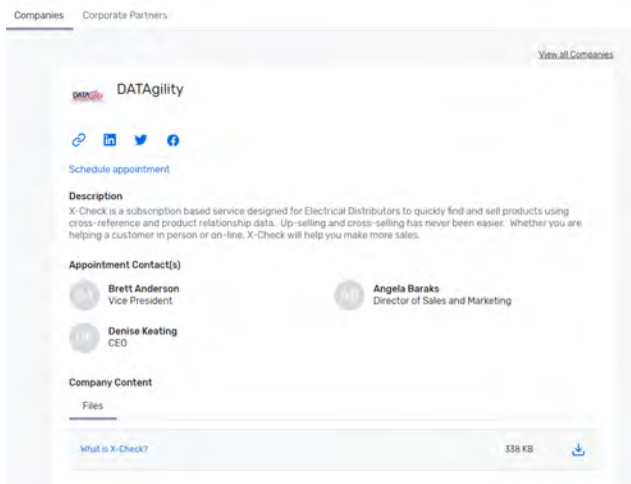 Companies Corporate Partners
View all Companies
DATAgility
Schedule appointment
Description
X-Check is a subscription based service designed for Electrical Distributors to quickly find and sell products using
cross-reference and product relationship data. Up-selling and cross-selling has never been easier. Whether you are
helping a customer in person or on-line, X-Check will help you make more sales.
Appointment Contact(s)
Brett Anderson
Vice President
Angela Baraks
Director of Sales and Marketing
Denise Keating
CEO
Company Content
Files
What is X-Check? 338 KB